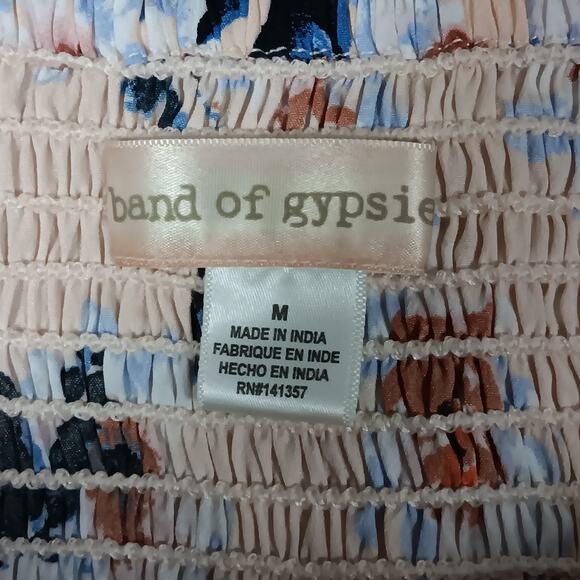 band of gypsie
M
MADE IN INDIA
FABRIQUE EN INDE
HECHO EN INDIA
RN#141357